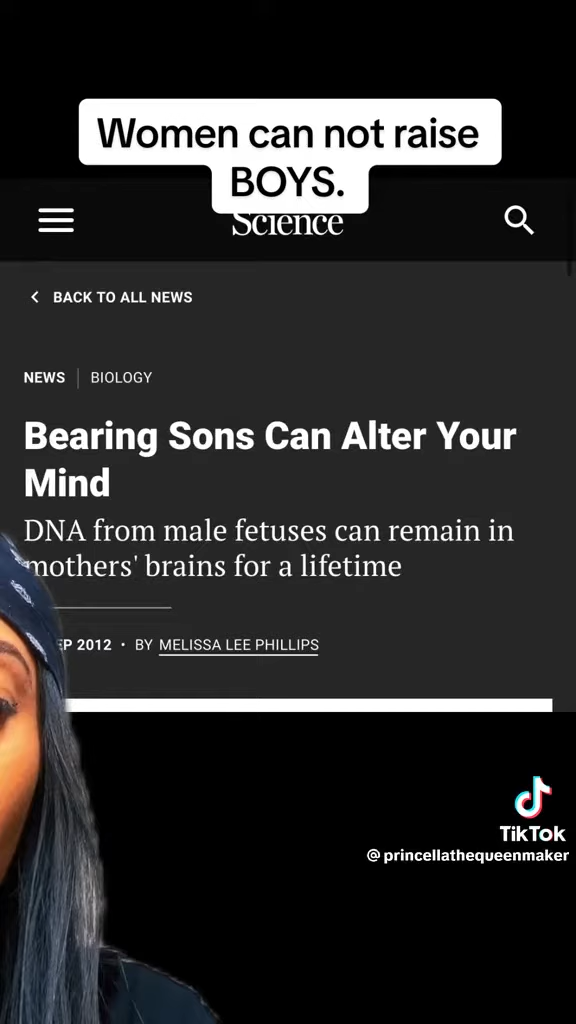 Women can not raise
BOYS.
Science
BACK TO ALL NEWS
NEWS | BIOLOGY
Bearing Sons Can Alter Your
Mind
DNA from male fetuses can remain in
mothers' brains for a lifetime
EP 2012 • BY MELISSA LEE PHILLIPS
TikTok
@princellathequeenmaker